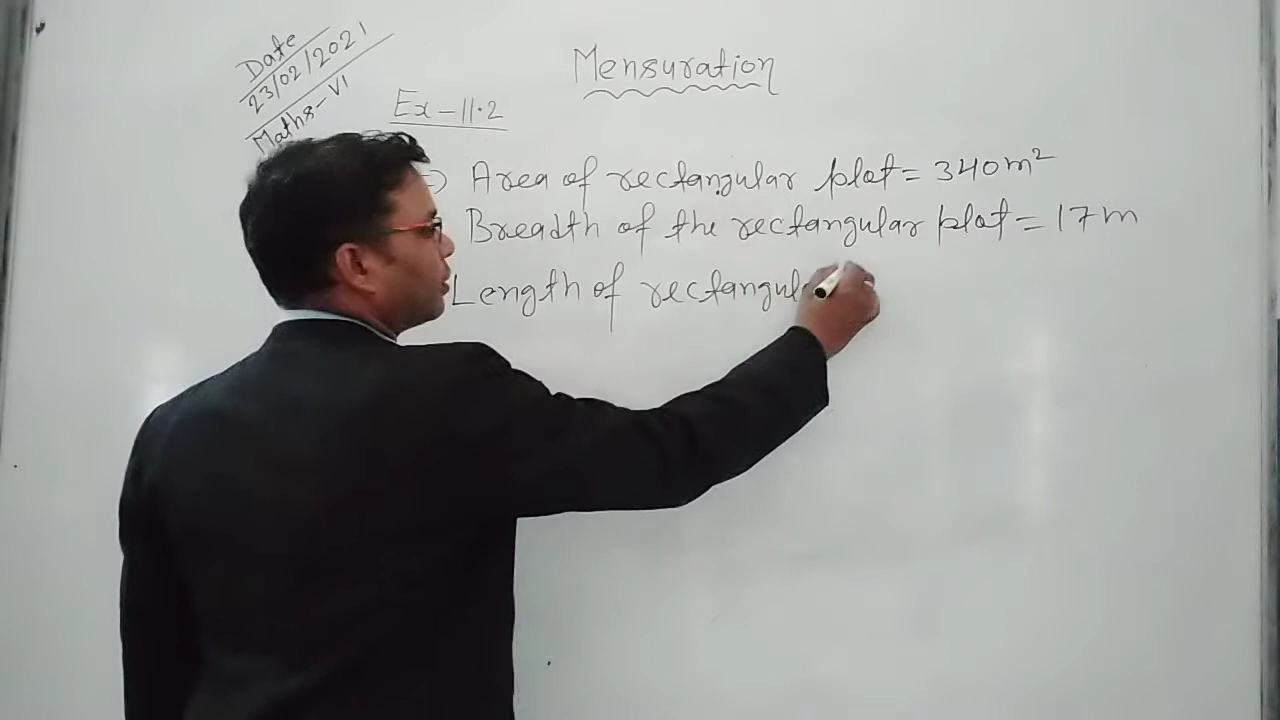 Date
23/02/2021
Maths-VI
Mensuration
Ex-11.2
Area of rectangular plot = 340m²
Breadth of the rectangular plot = 17m
Length of rectangul